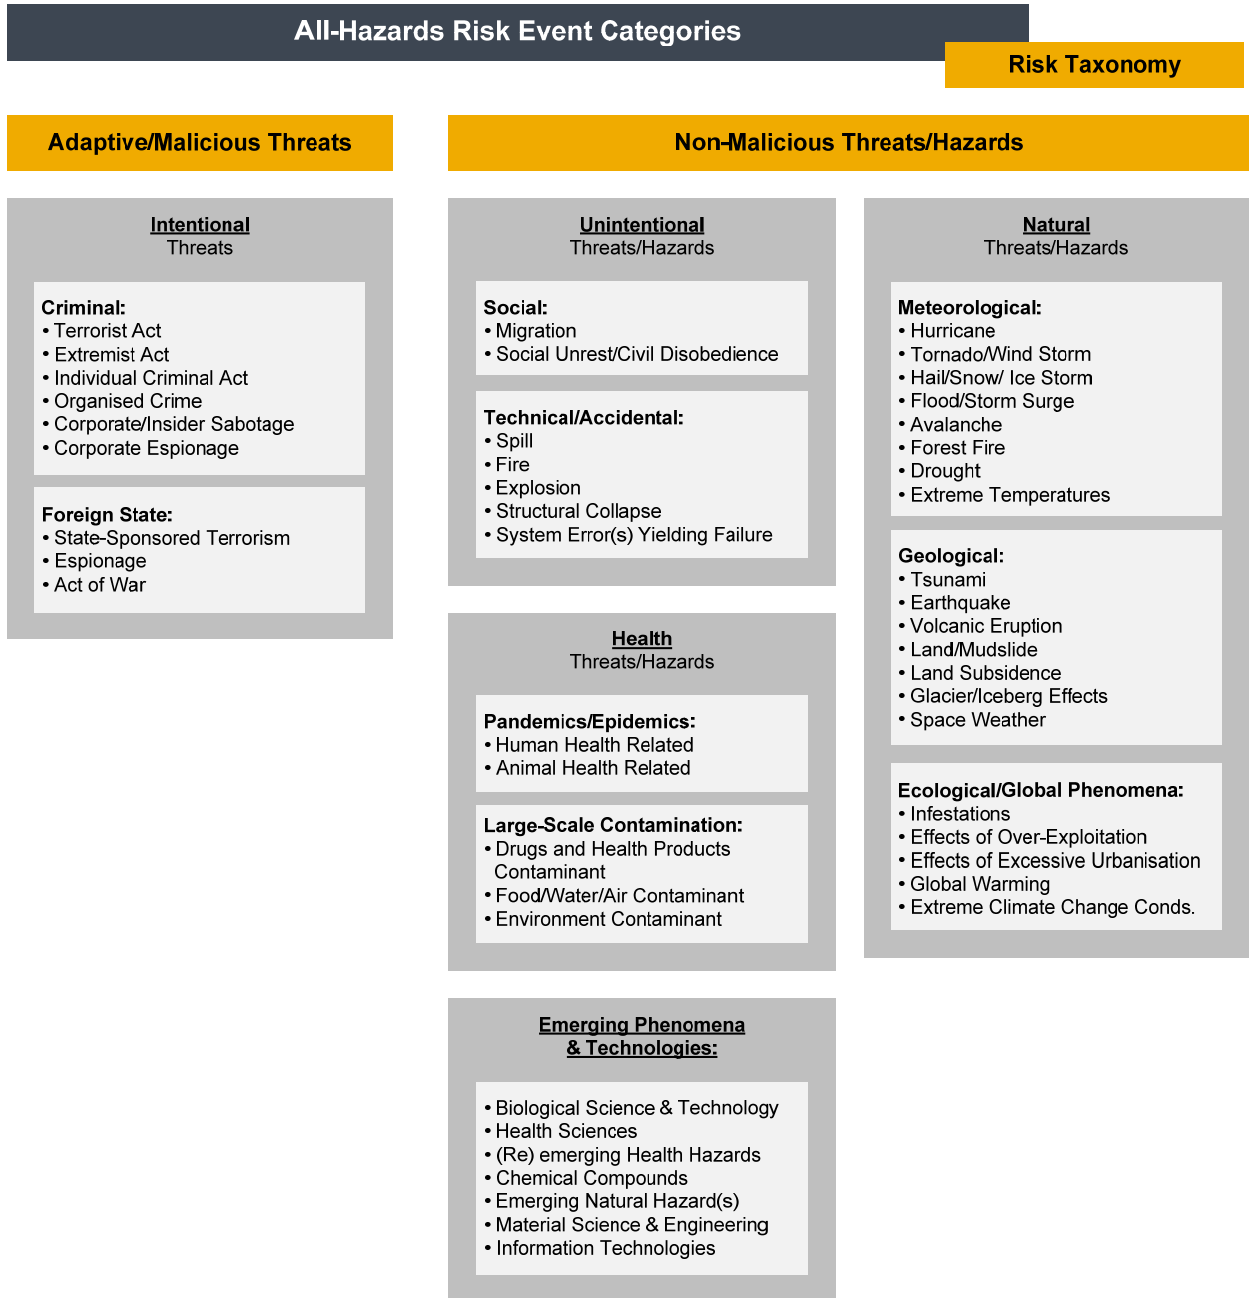 All-Hazards Risk Event Categories
Risk Taxonomy
Adaptive/Malicious Threats
Non-Malicious Threats/Hazards
Intentional
Threats
Criminal:
• Terrorist Act
• Extremist Act
• Individual Criminal Act
• Organised Crime
• Corporate/Insider Sabotage
• Corporate Espionage
Foreign State:
• State-Sponsored Terrorism
• Espionage
• Act of War
Unintentional
Threats/Hazards
Social:
• Migration
• Social Unrest/Civil Disobedience
Technical/Accidental:
• Spill
• Fire
• Explosion
• Structural Collapse
• System Error(s) Yielding Failure
Health
Threats/Hazards
Pandemics/Epidemics:
• Human Health Related
• Animal Health Related
Large-Scale Contamination:
• Drugs and Health Products
Contaminant
• Food/Water/Air Contaminant
• Environment Contaminant
Emerging Phenomena
& Technologies:
• Biological Science & Technology
• Health Sciences
• (Re) emerging Health Hazards
• Chemical Compounds
• Emerging Natural Hazard(s)
• Material Science & Engineering
• Information Technologies
Natural
Threats/Hazards
Meteorological:
• Hurricane
• Tornado/Wind Storm
• Hail/Snow/ Ice Storm
• Flood/Storm Surge
• Avalanche
• Forest Fire
• Drought
• Extreme Temperatures
Geological:
• Tsunami
• Earthquake
• Volcanic Eruption
• Land/Mudslide
• Land Subsidence
• Glacier/Iceberg Effects
• Space Weather
Ecological/Global Phenomena:
• Infestations
• Effects of Over-Exploitation
• Effects of Excessive Urbanisation
• Global Warming
• Extreme Climate Change Conds.